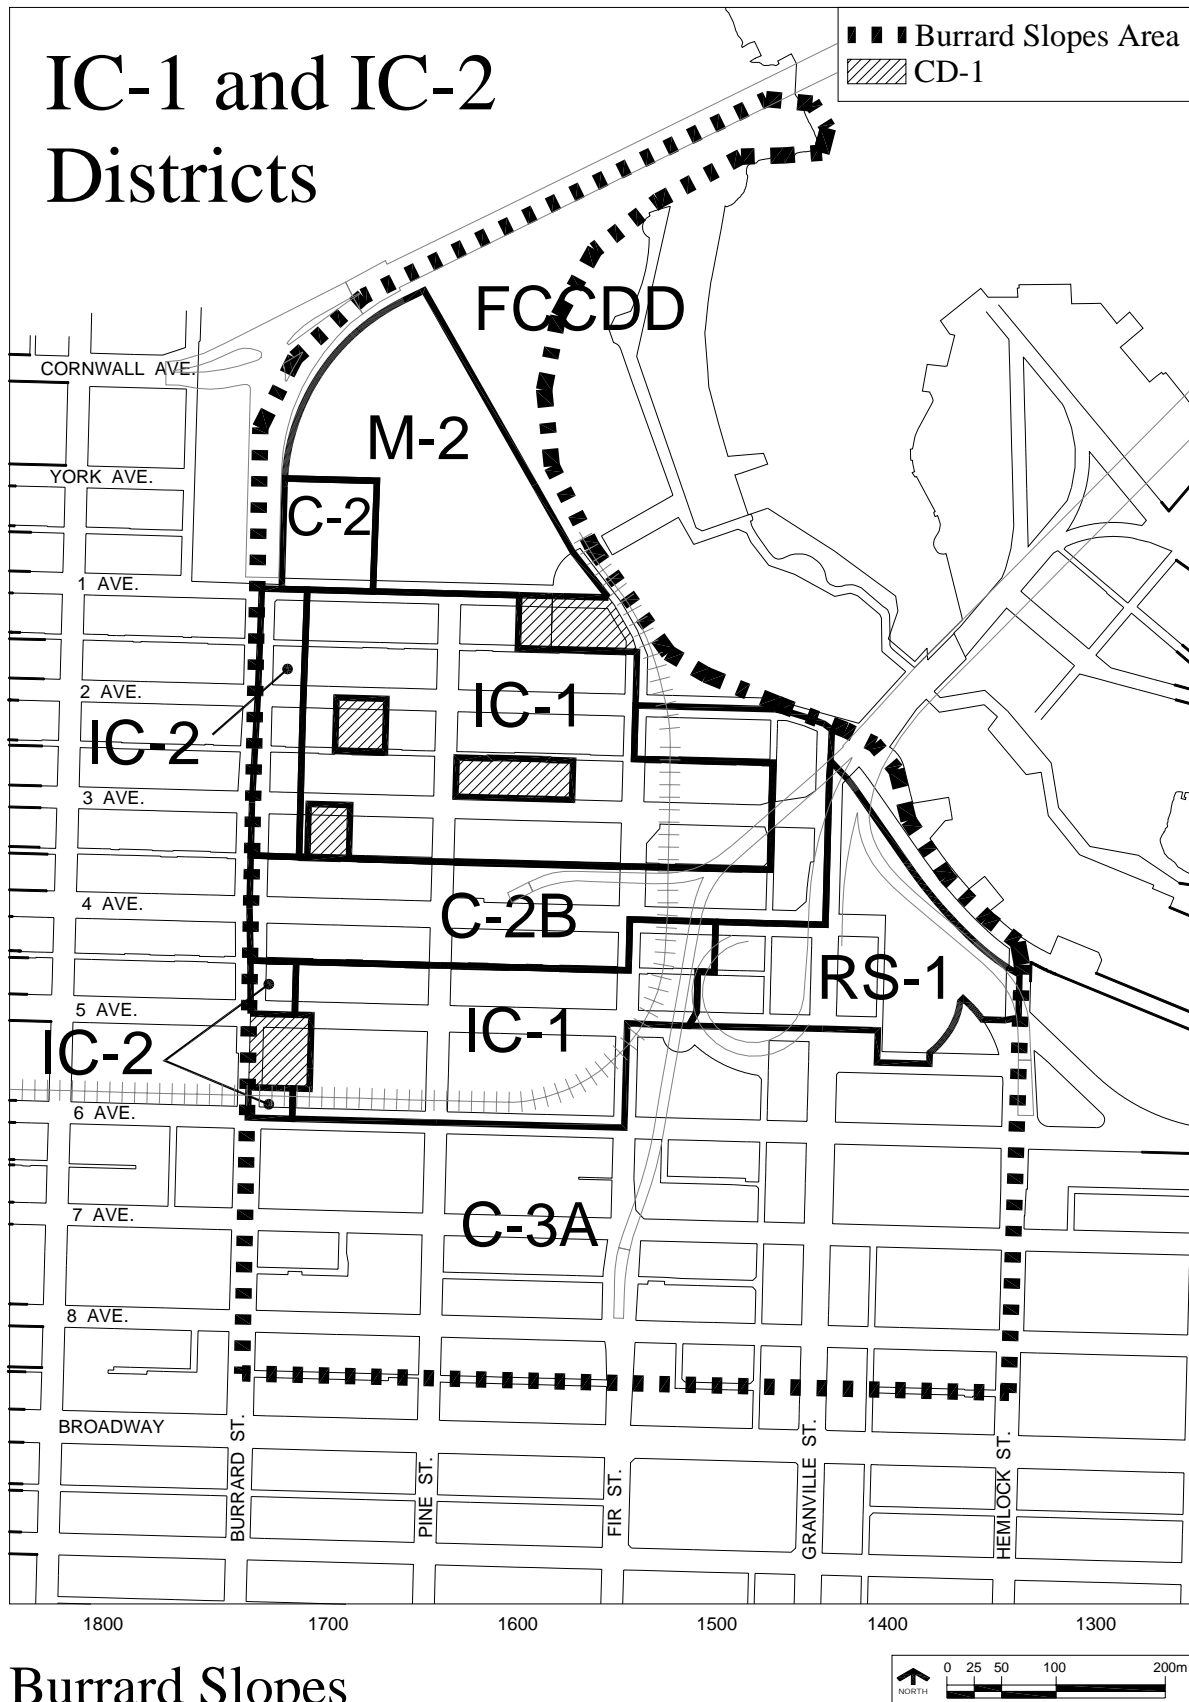 IC-1 and IC-2
Districts
Burrard Slopes Area
CD-1
FCCDD
CORNWALL AVE.
M-2
YORK AVE.
C-2
1 AVE.
2 AVE.
IC-1
IC-2
3 AVE.
4 AVE.
C-2B
RS-1
5 AVE.
IC-1
IC-2
6 AVE.
7 AVE.
C-3A
8 AVE.
BROADWAY
BURRARD ST.
PINE ST.
FIR ST.
GRANVILLE ST.
HEMLOCK ST.
1800 1700 1600 1500 1400 1300
Burrard Slopes
NORTH
0 25 50 100 200m